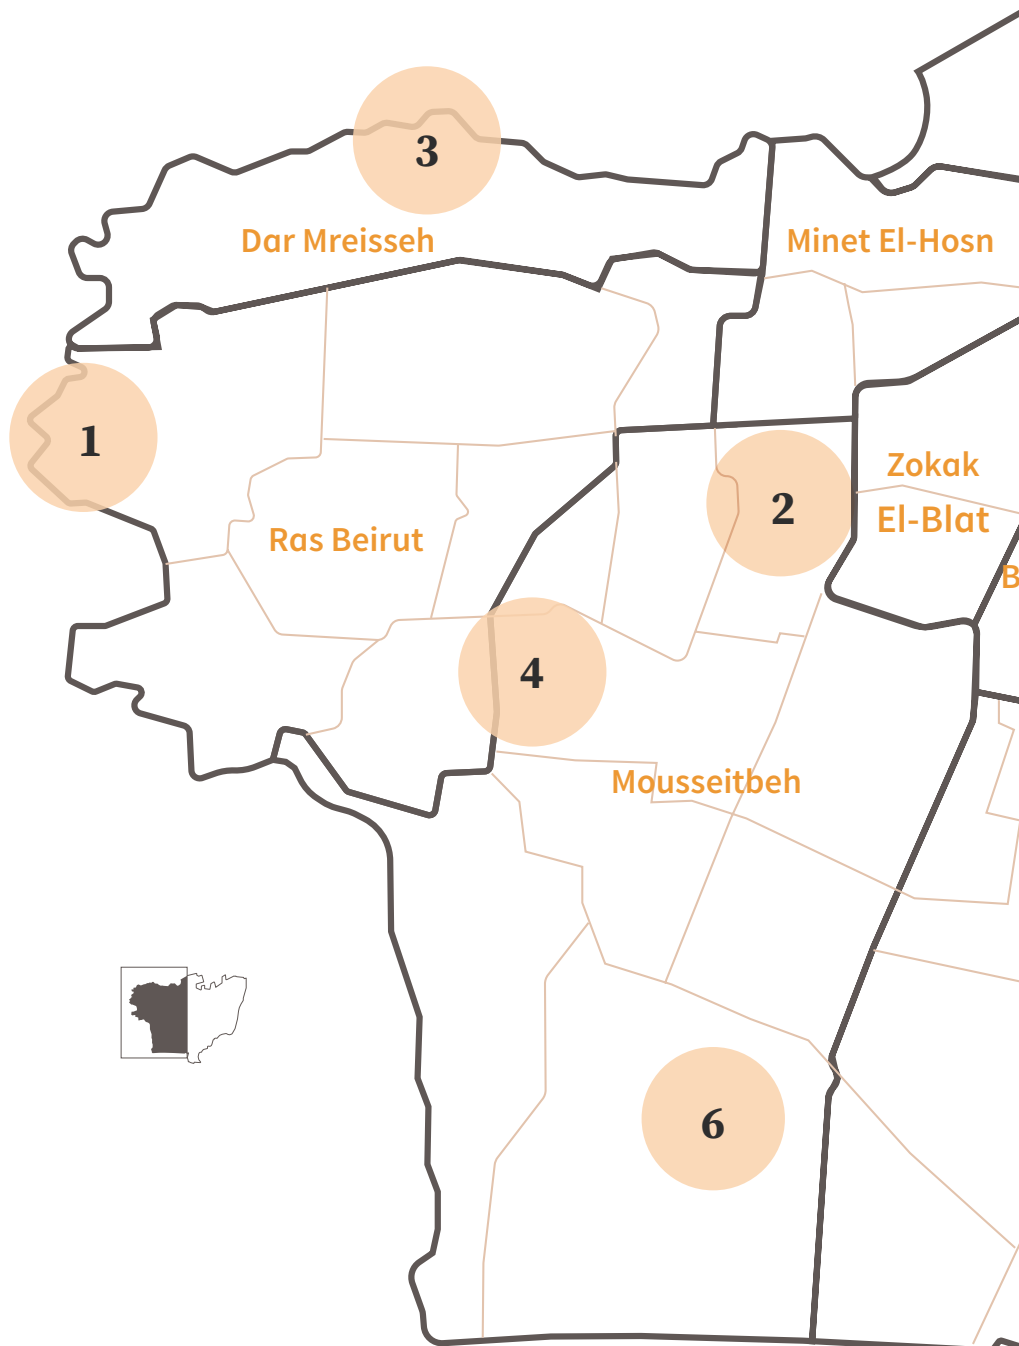 3
Dar Mreisseh
Minet El-Hosn
1
Zokak
El-Blat
2
Ras Beirut
B
4
Mousseitbeh
6